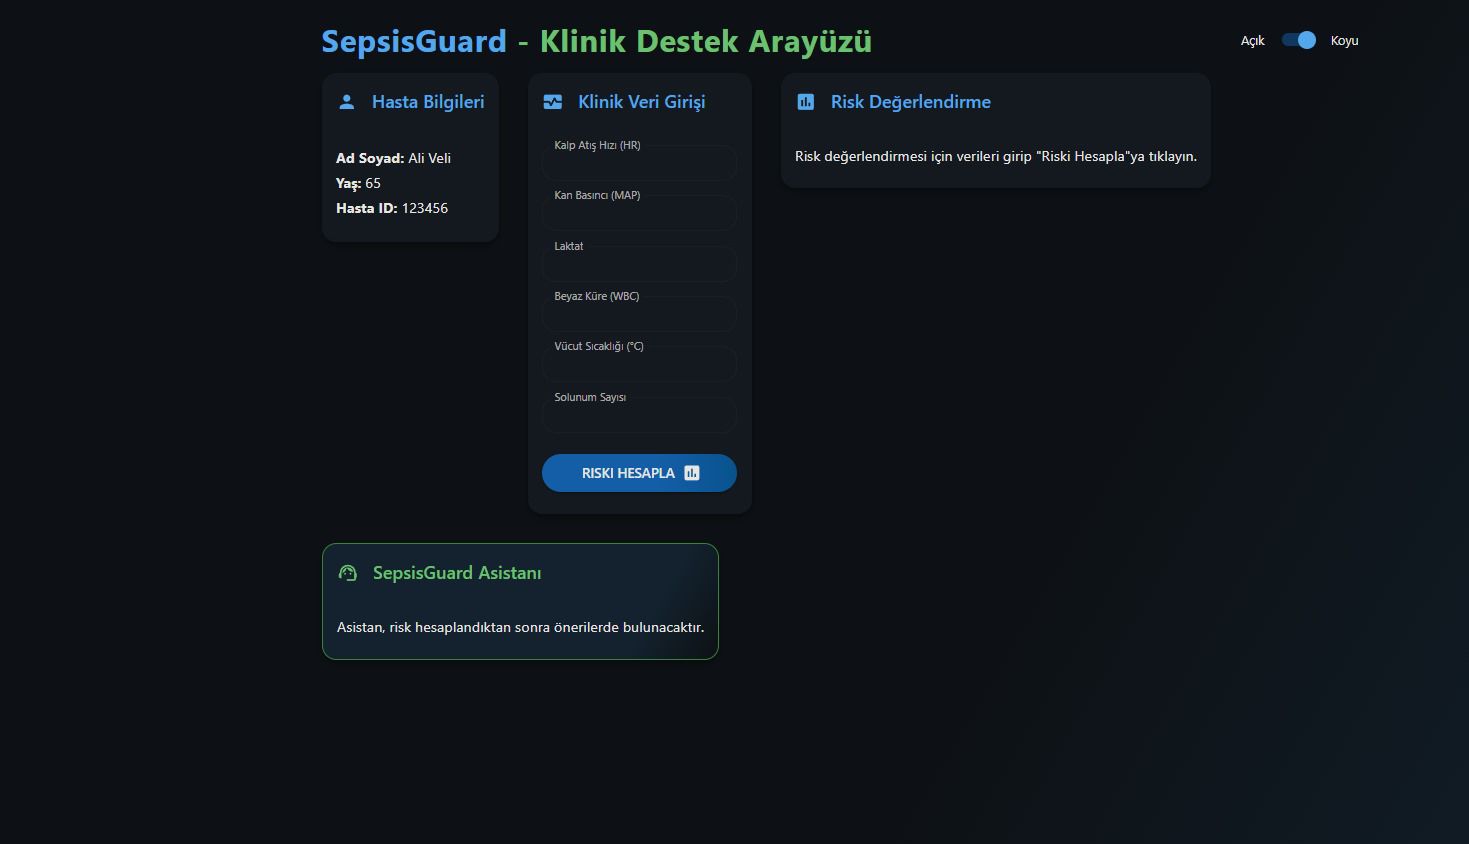 SepsisGuard - Klinik Destek Arayüzü
Açık Koyu
Hasta Bilgileri
Ad Soyad: Ali Veli
Yaş: 65
Hasta ID: 123456
Klinik Veri Girişi
Kalp Atış Hızı (HR)
Kan Basıncı (MAP)
Laktat
Beyaz Küre (WBC)
Vücut Sıcaklığı (°C)
Solunum Sayısı
RISKI HESAPLA
Risk Değerlendirme
Risk değerlendirmesi için verileri girip "Riski Hesapla"ya tıklayın.
SepsisGuard Asistanı
Asistan, risk hesaplandıktan sonra önerilerde bulunacaktır.